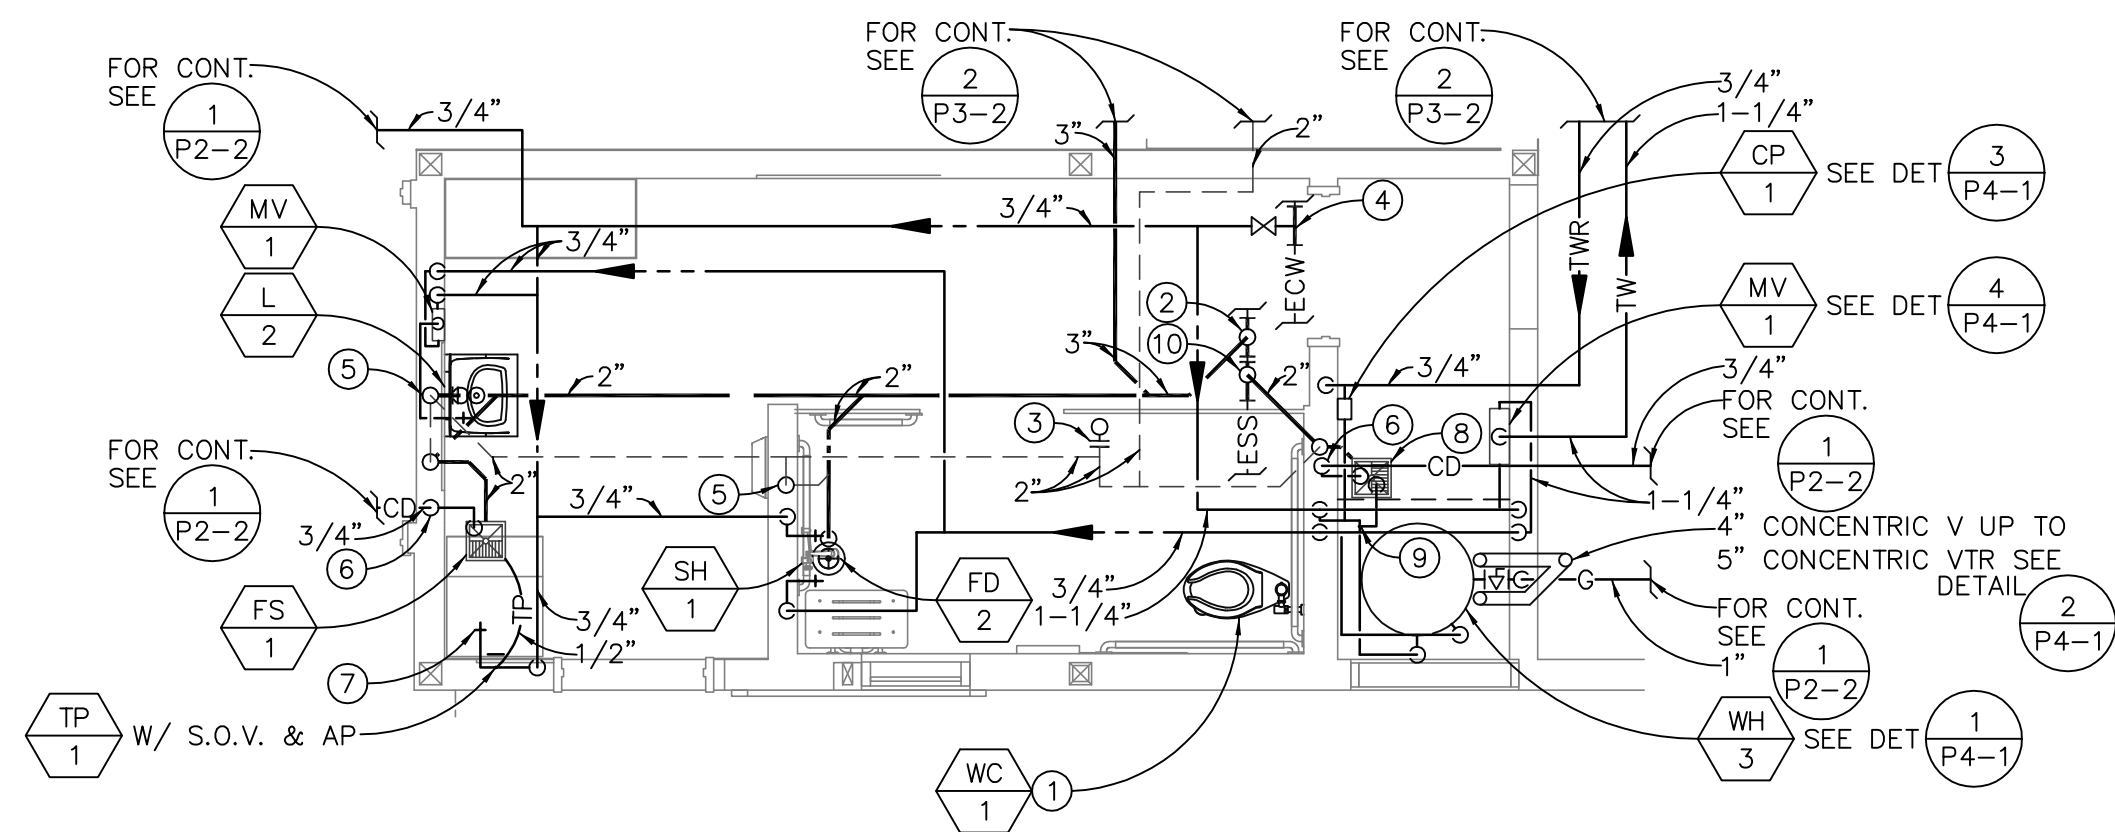 FOR CONT.
SEE
2
P3-2
FOR CONT.
SEE
2
P3-2
FOR CONT.
SEE
1
P2-2
3/4"
3"
2"
3/4"
1-1/4"
CP
1
SEE DET
3
P4-1
MV
1
3/4"
3/4"
4
TWR
TW
ECW
L
2
MV
1
SEE DET
4
P4-1
2
10
3"
5
2"
2"
2"
3/4"
3/4"
FOR CONT.
SEE
1
P2-2
3
6
8
CD
ESS
FOR CONT.
SEE
1
P2-2
CD
3/4"
6
2"
3/4"
5
2"
1-1/4"
4" CONCENTRIC V UP TO
5" CONCENTRIC VTR SEE
DETAIL
2
P4-1
9
SH
1
FD
2
3/4"
1-1/4"
G
FOR CONT.
SEE
1
P2-2
1"
FS
1
TP
3/4"
1/2"
7
TP
1
W/ S.O.V. & AP
WC
1
1
WH
3
SEE DET
1
P4-1